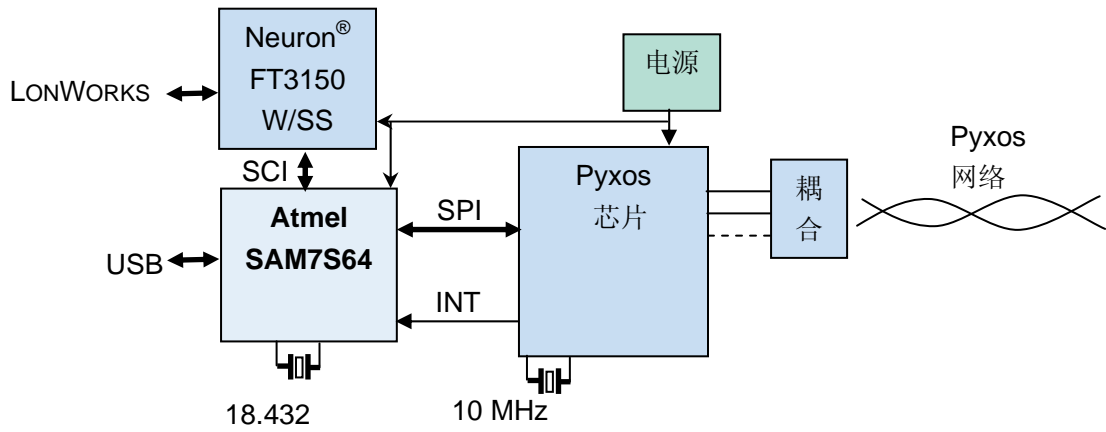 Neuron®
FT3150
W/SS
LONWORKS
电源
SCI
Pyxos
芯片
耦
合
Pyxos
网络
Atmel
SAM7S64
SPI
USB
INT
18.432
10 MHz